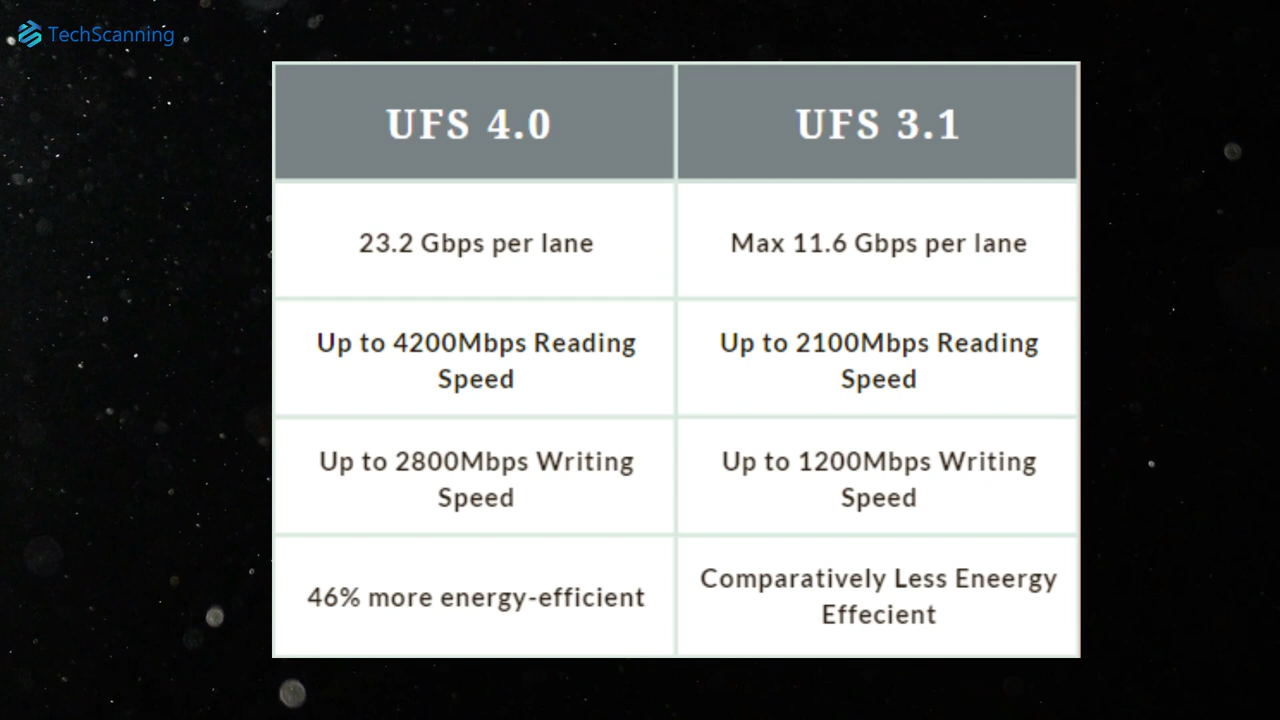 TechScanning
UFS 4.0
UFS 3.1
23.2 Gbps per lane
Max 11.6 Gbps per lane
Up to 4200Mbps Reading
Speed
Up to 2100Mbps Reading
Speed
Up to 2800Mbps Writing
Speed
Up to 1200Mbps Writing
Speed
46% more energy-efficient
Comparatively Less Eneergy
Effecient